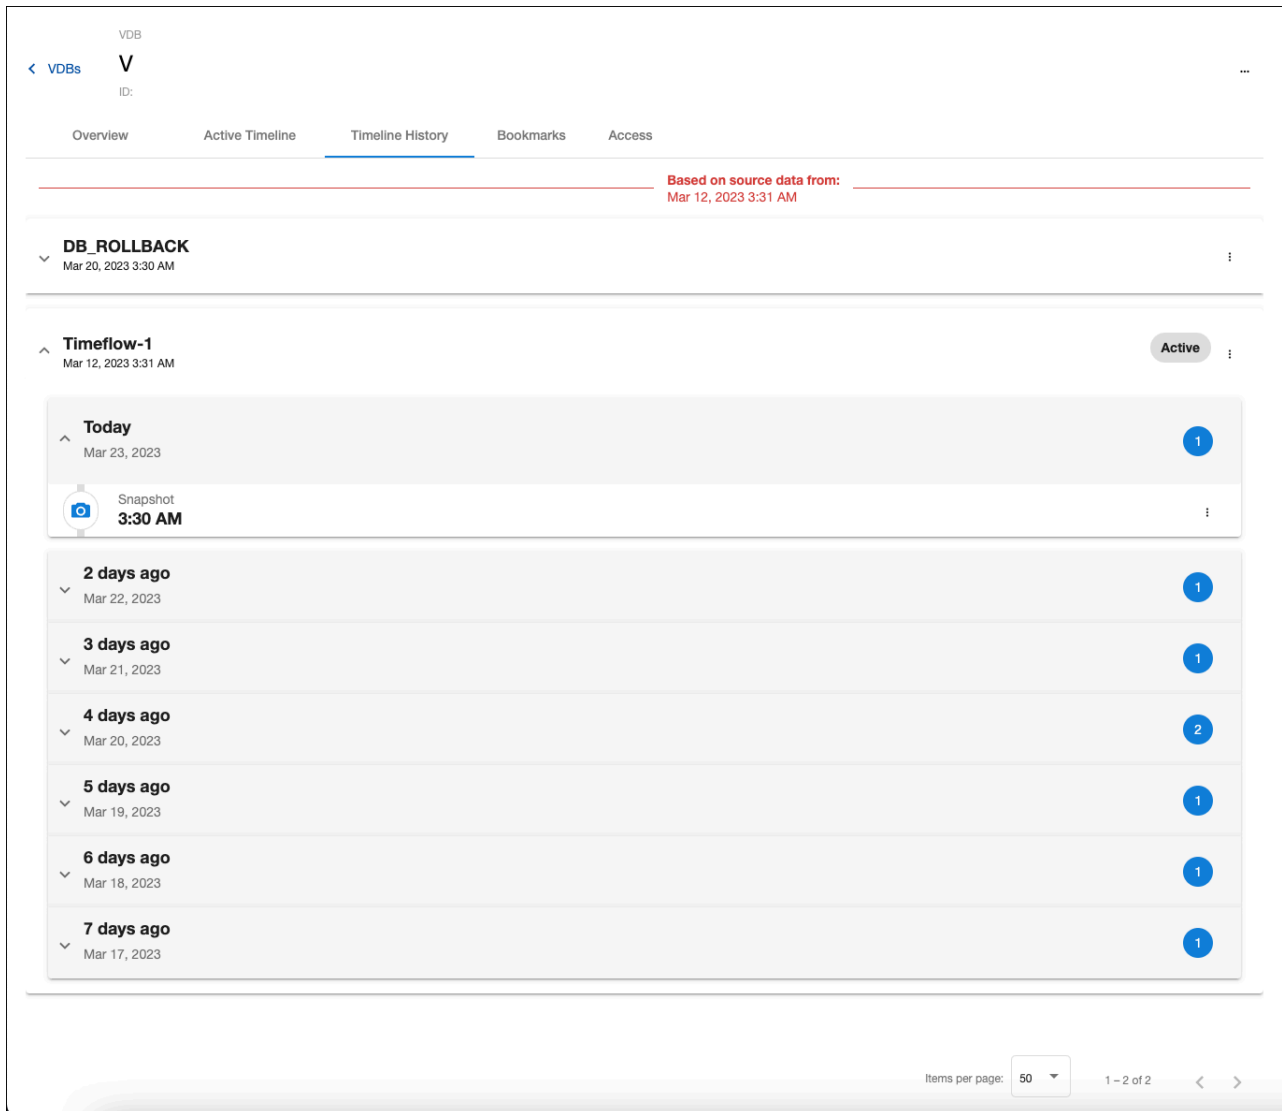 VDB
VDBs
V
...
ID:
Overview Active Timeline Timeline History Bookmarks Access
Based on source data from:
Mar 12, 2023 3:31 AM
DB_ROLLBACK
Mar 20, 2023 3:30 AM
Timeflow-1
Active
Mar 12, 2023 3:31 AM
Today
1
Mar 23, 2023
Snapshot
3:30 AM
2 days ago
1
Mar 22, 2023
3 days ago
1
Mar 21, 2023
4 days ago
2
Mar 20, 2023
5 days ago
1
Mar 19, 2023
6 days ago
1
Mar 18, 2023
7 days ago
1
Mar 17, 2023
Items per page: 50 1 – 2 of 2